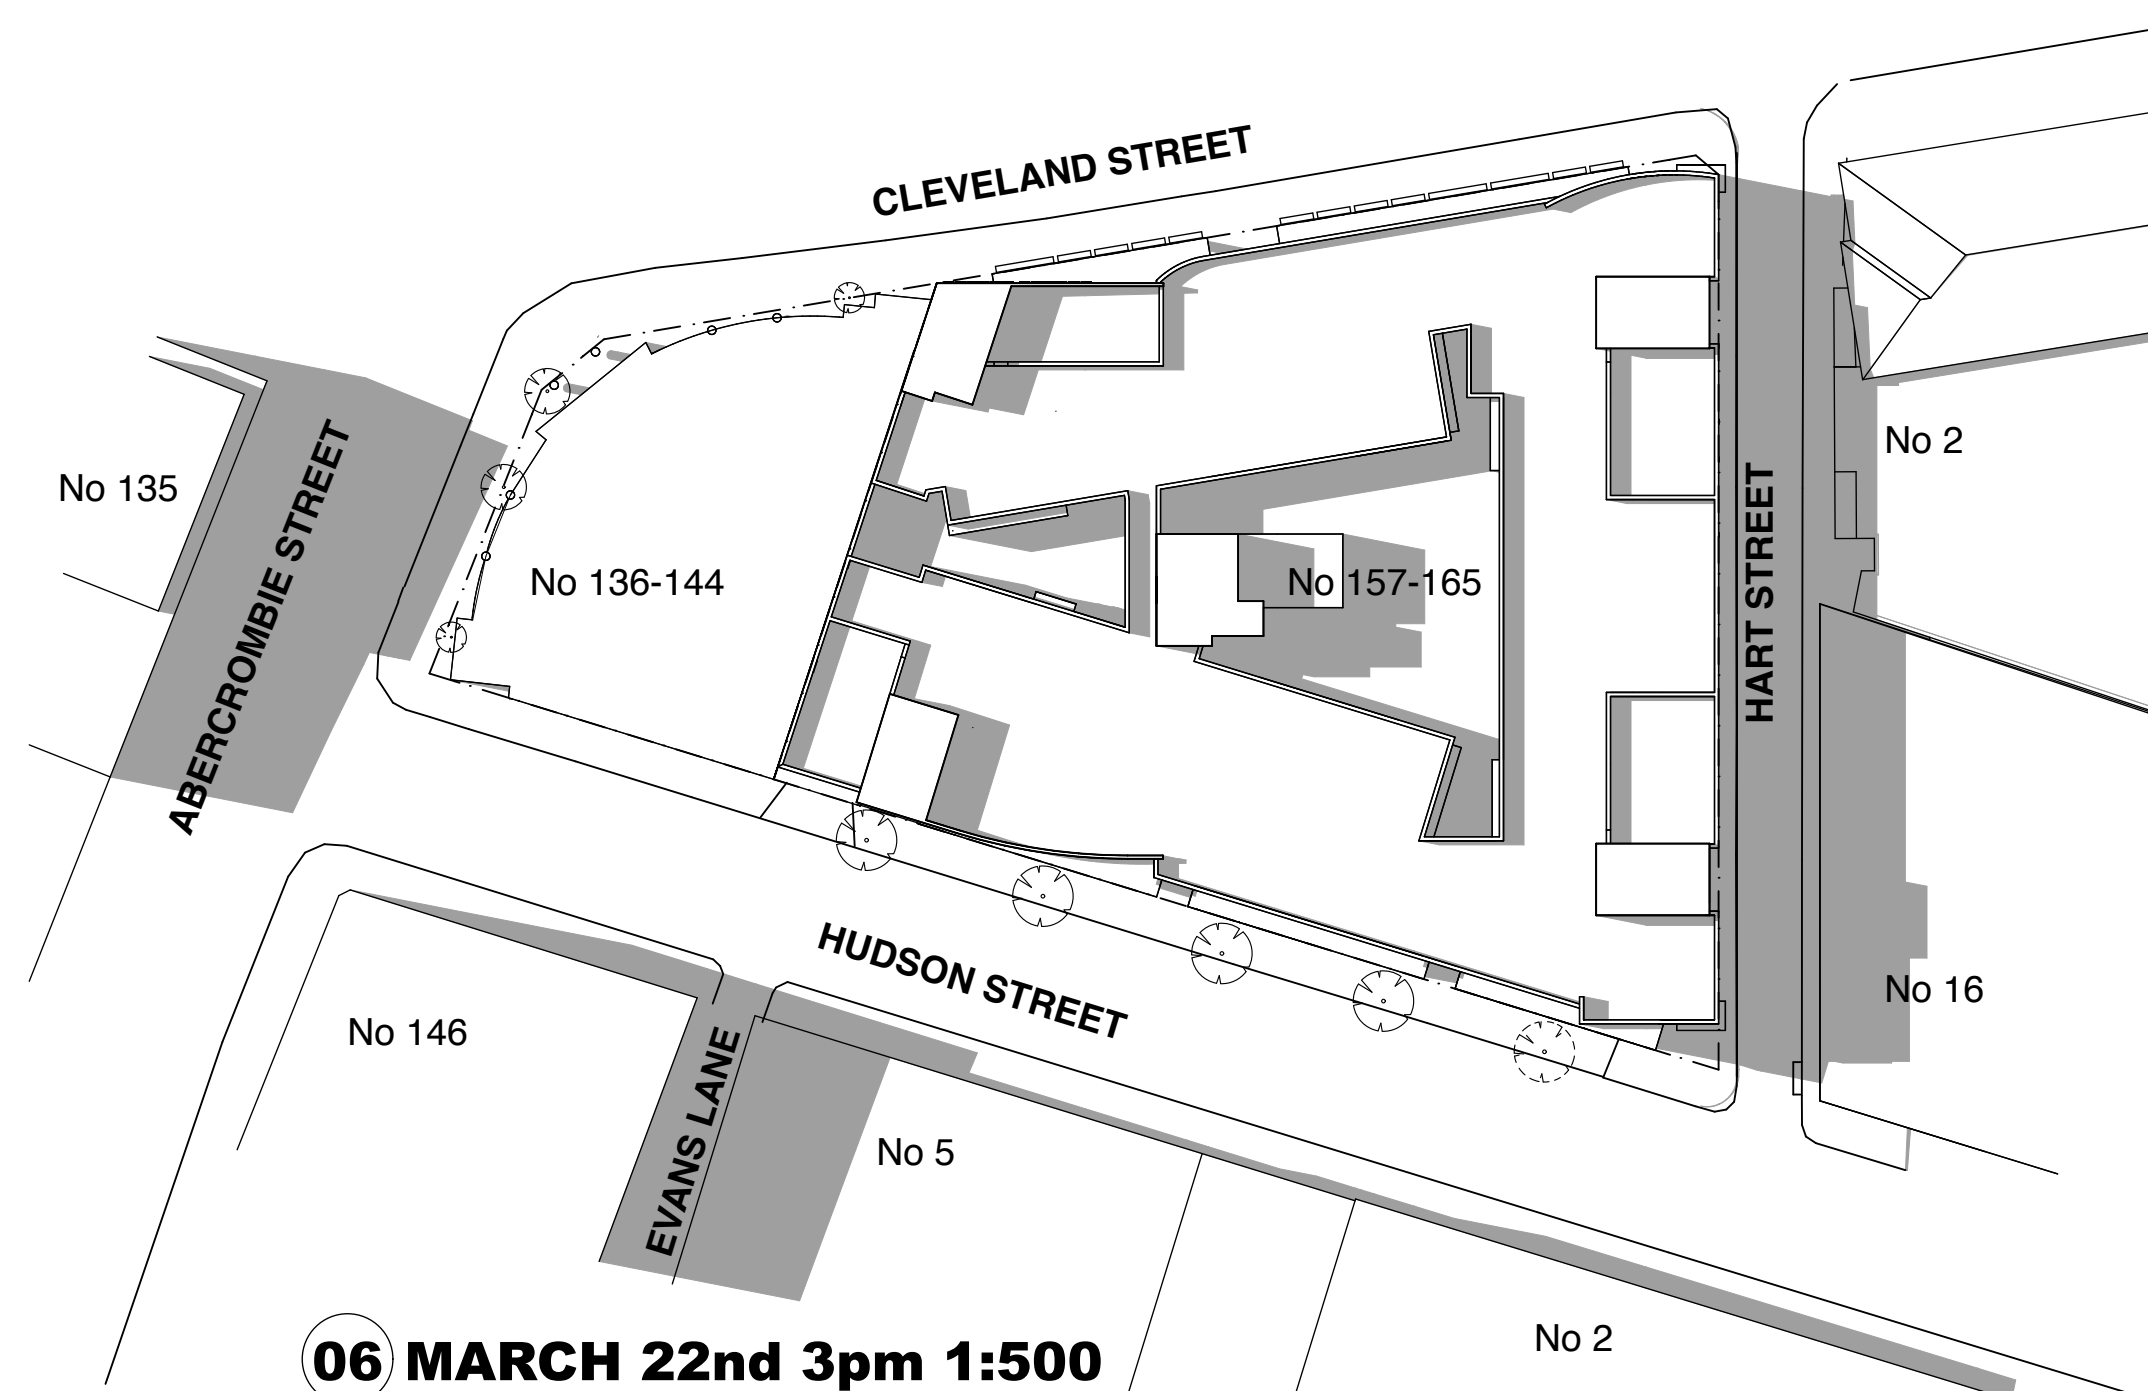 CLEVELAND STREET
No 135
ABERCROMBIE STREET
No 136-144
No 157-165
HART STREET
No 2
HUDSON STREET
No 16
No 146
EVANS LANE
No 5
No 2
06 MARCH 22nd 3pm 1:500